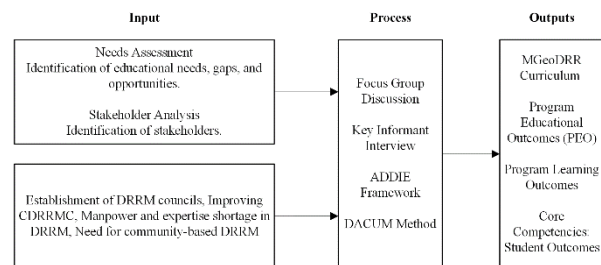 Input
Process
Outputs
Needs Assessment
Identification of educational needs, gaps, and
opportunities.
Stakeholder Analysis
Identification of stakeholders.
Establishment of DRRM councils, Improving
CDRRMC, Manpower and expertise shortage in
DRRM, Need for community-based DRRM
Focus Group
Discussion
Key Informant
Interview
ADDIE
Framework
DACUM Method
MGeoDRR
Curriculum
Program
Educational
Outcomes (PEO)
Program Learning
Outcomes
Core
Competencies:
Student Outcomes